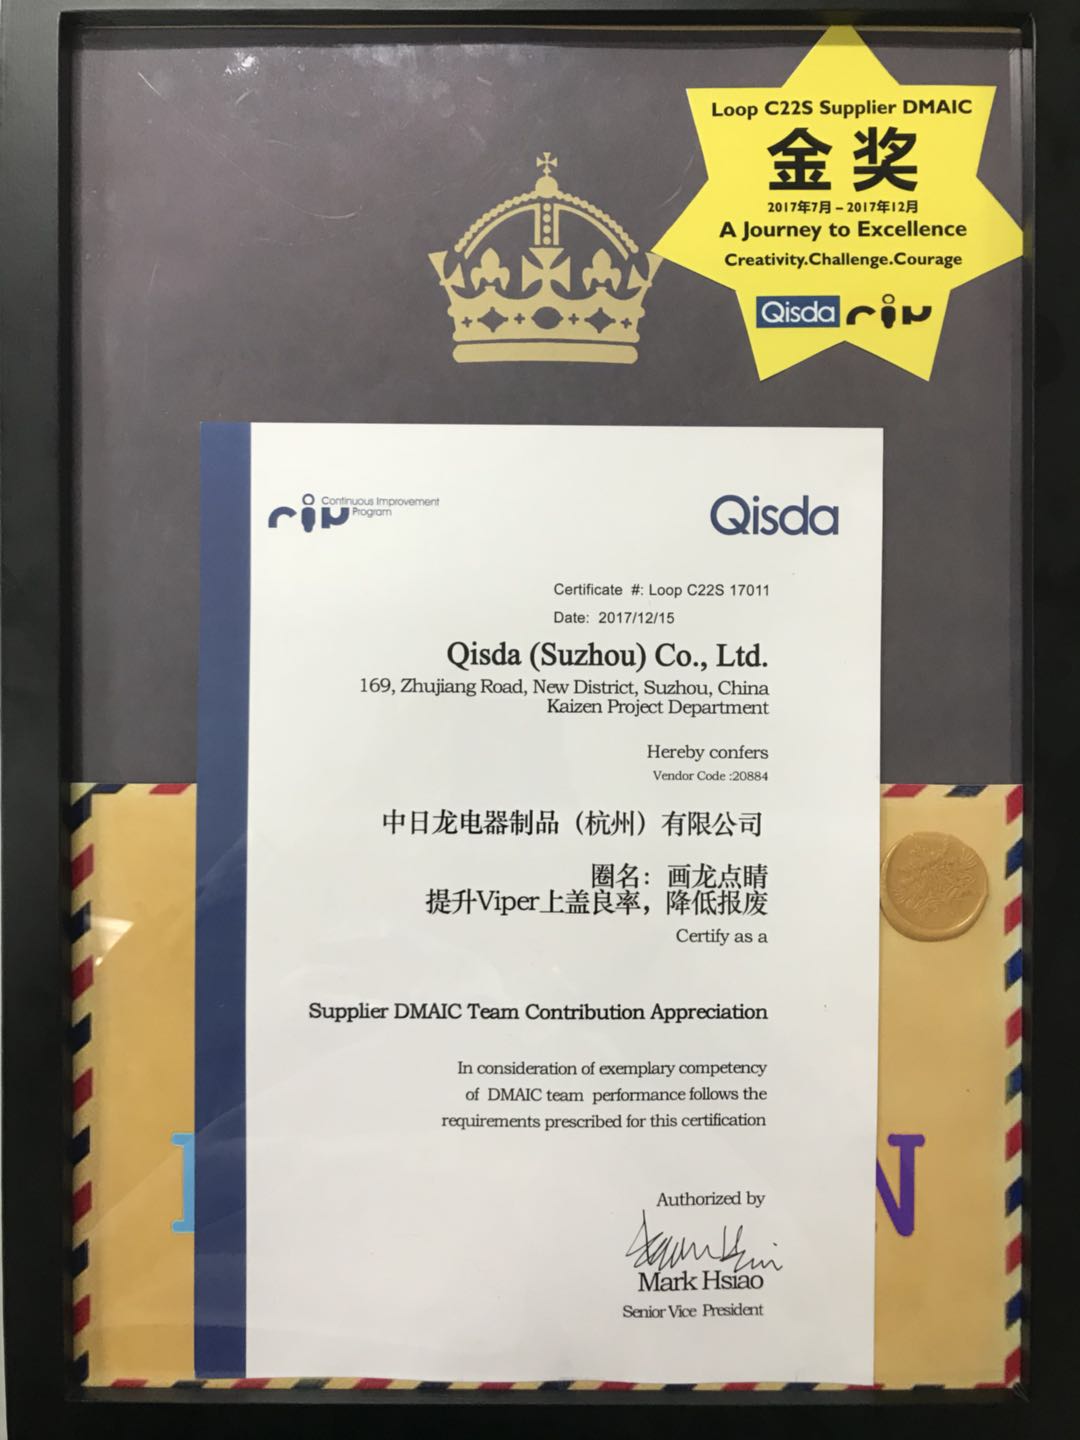 Loop C22S Supplier DMAIC
金奖
2017年7月－2017年12月
A Journey to Excellence
Creativity.Challenge.Courage
Qisda
Continuous Improvement
Program
Qisda
Certificate #: Loop C22S 17011
Date: 2017/12/15
Qisda (Suzhou) Co., Ltd.
169, Zhujiang Road, New District, Suzhou, China
Kaizen Project Department
Hereby confers
Vendor Code :20884
中日龙电器制品（杭州）有限公司
圈名：画龙点睛
提升Viper上盖良率，降低报废
Certify as a
Supplier DMAIC Team Contribution Appreciation
In consideration of exemplary competency
of DMAIC team performance follows the
requirements prescribed for this certification
Authorized by
Mark Hsiao
Senior Vice President